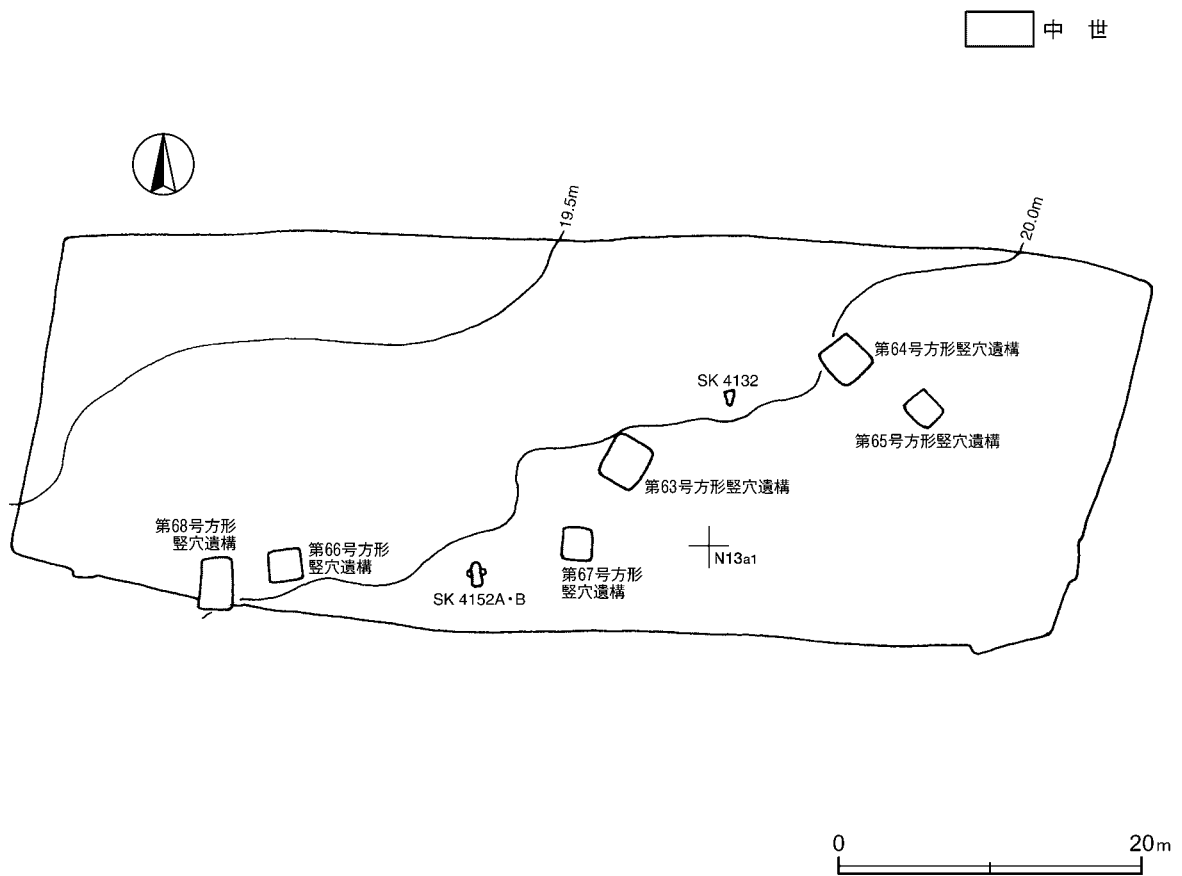 中 世
19.5m
20.0m
第64号方形竪穴遺構
SK 4132
第65号方形竪穴遺構
第63号方形竪穴遺構
第68号方形
竪穴遺構
第66号方形
竪穴遺構
N13a1
第67号方形
竪穴遺構
SK 4152A・B
0 20m